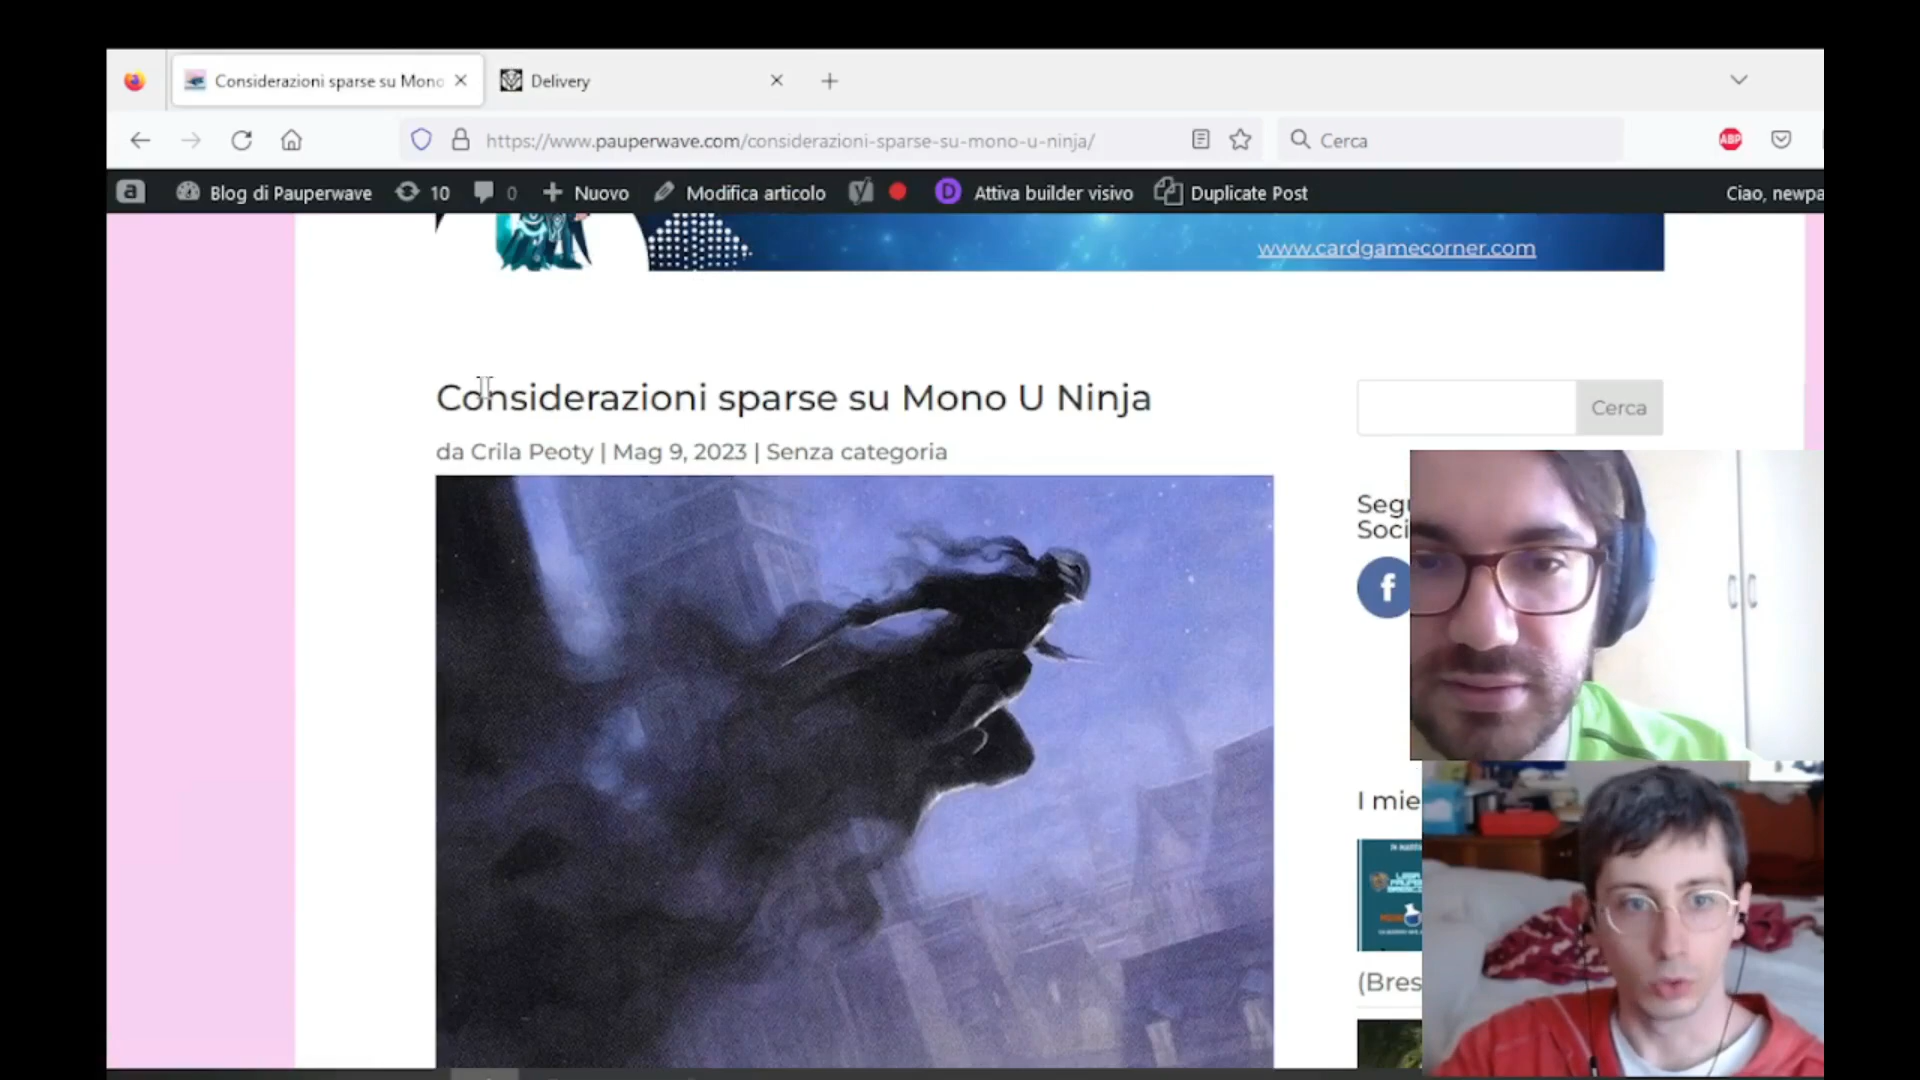 Considerazioni sparse su Mono
Delivery
https://www.pauperwave.com/considerazioni-sparse-su-mono-u-ninja/
Cerca
ABP
Blog di Pauperwave
10
0
Nuovo
Modifica articolo
Attiva builder visivo
Duplicate Post
Ciao, newpa
www.cardgamecorner.com
Considerazioni sparse su Mono U Ninja
da Crila Peoty | Mag 9, 2023 | Senza categoria
Cerca
Segu
Soci
I mie
(Bres